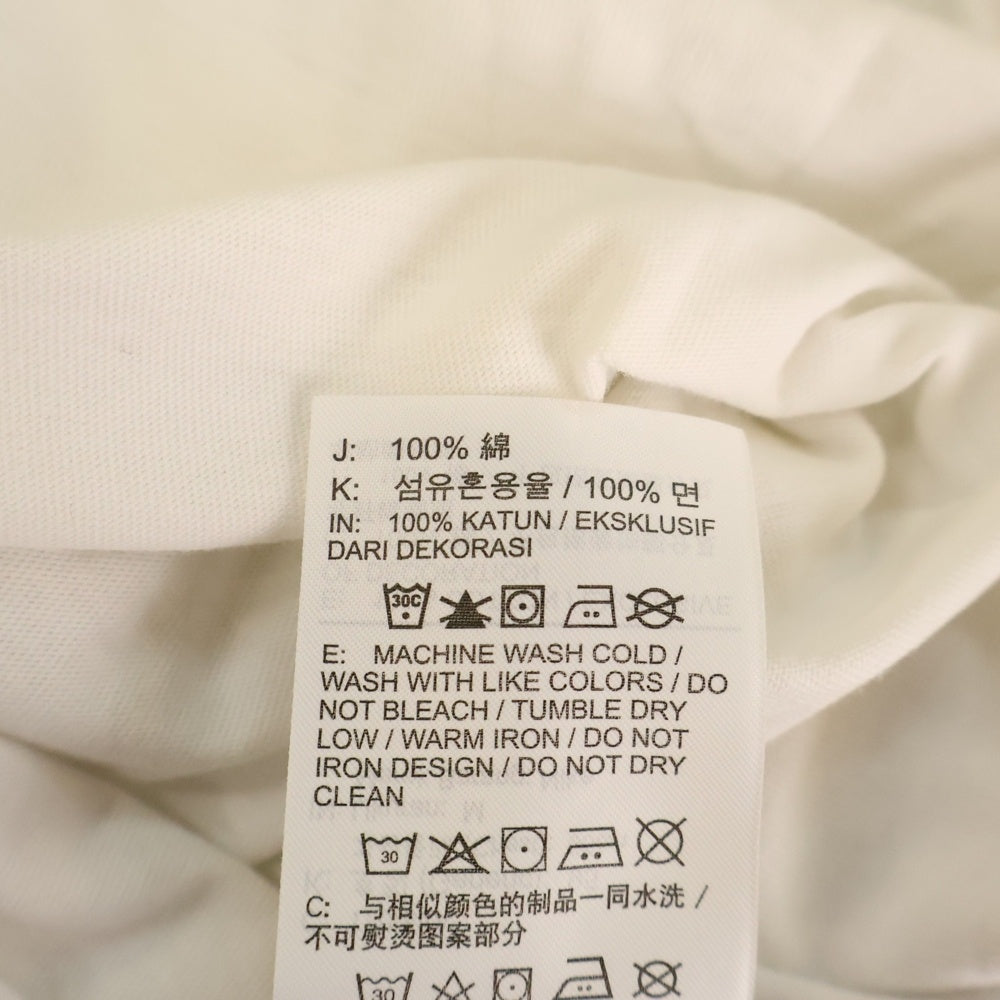 J: 100% 綿
K: 섬유혼용율 / 100% 면
IN: 100% KATUN / EKSKLUSIF
DARI DEKORASI
30C
E: MACHINE WASH COLD /
WASH WITH LIKE COLORS / DO
NOT BLEACH / TUMBLE DRY
LOW / WARM IRON / DO NOT
IRON DESIGN / DO NOT DRY
CLEAN
30
C: 与相似颜色的制品一同水洗 /
不可熨烫图案部分
30